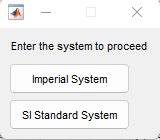 Enter the system to proceed
Imperial System
SI Standard System